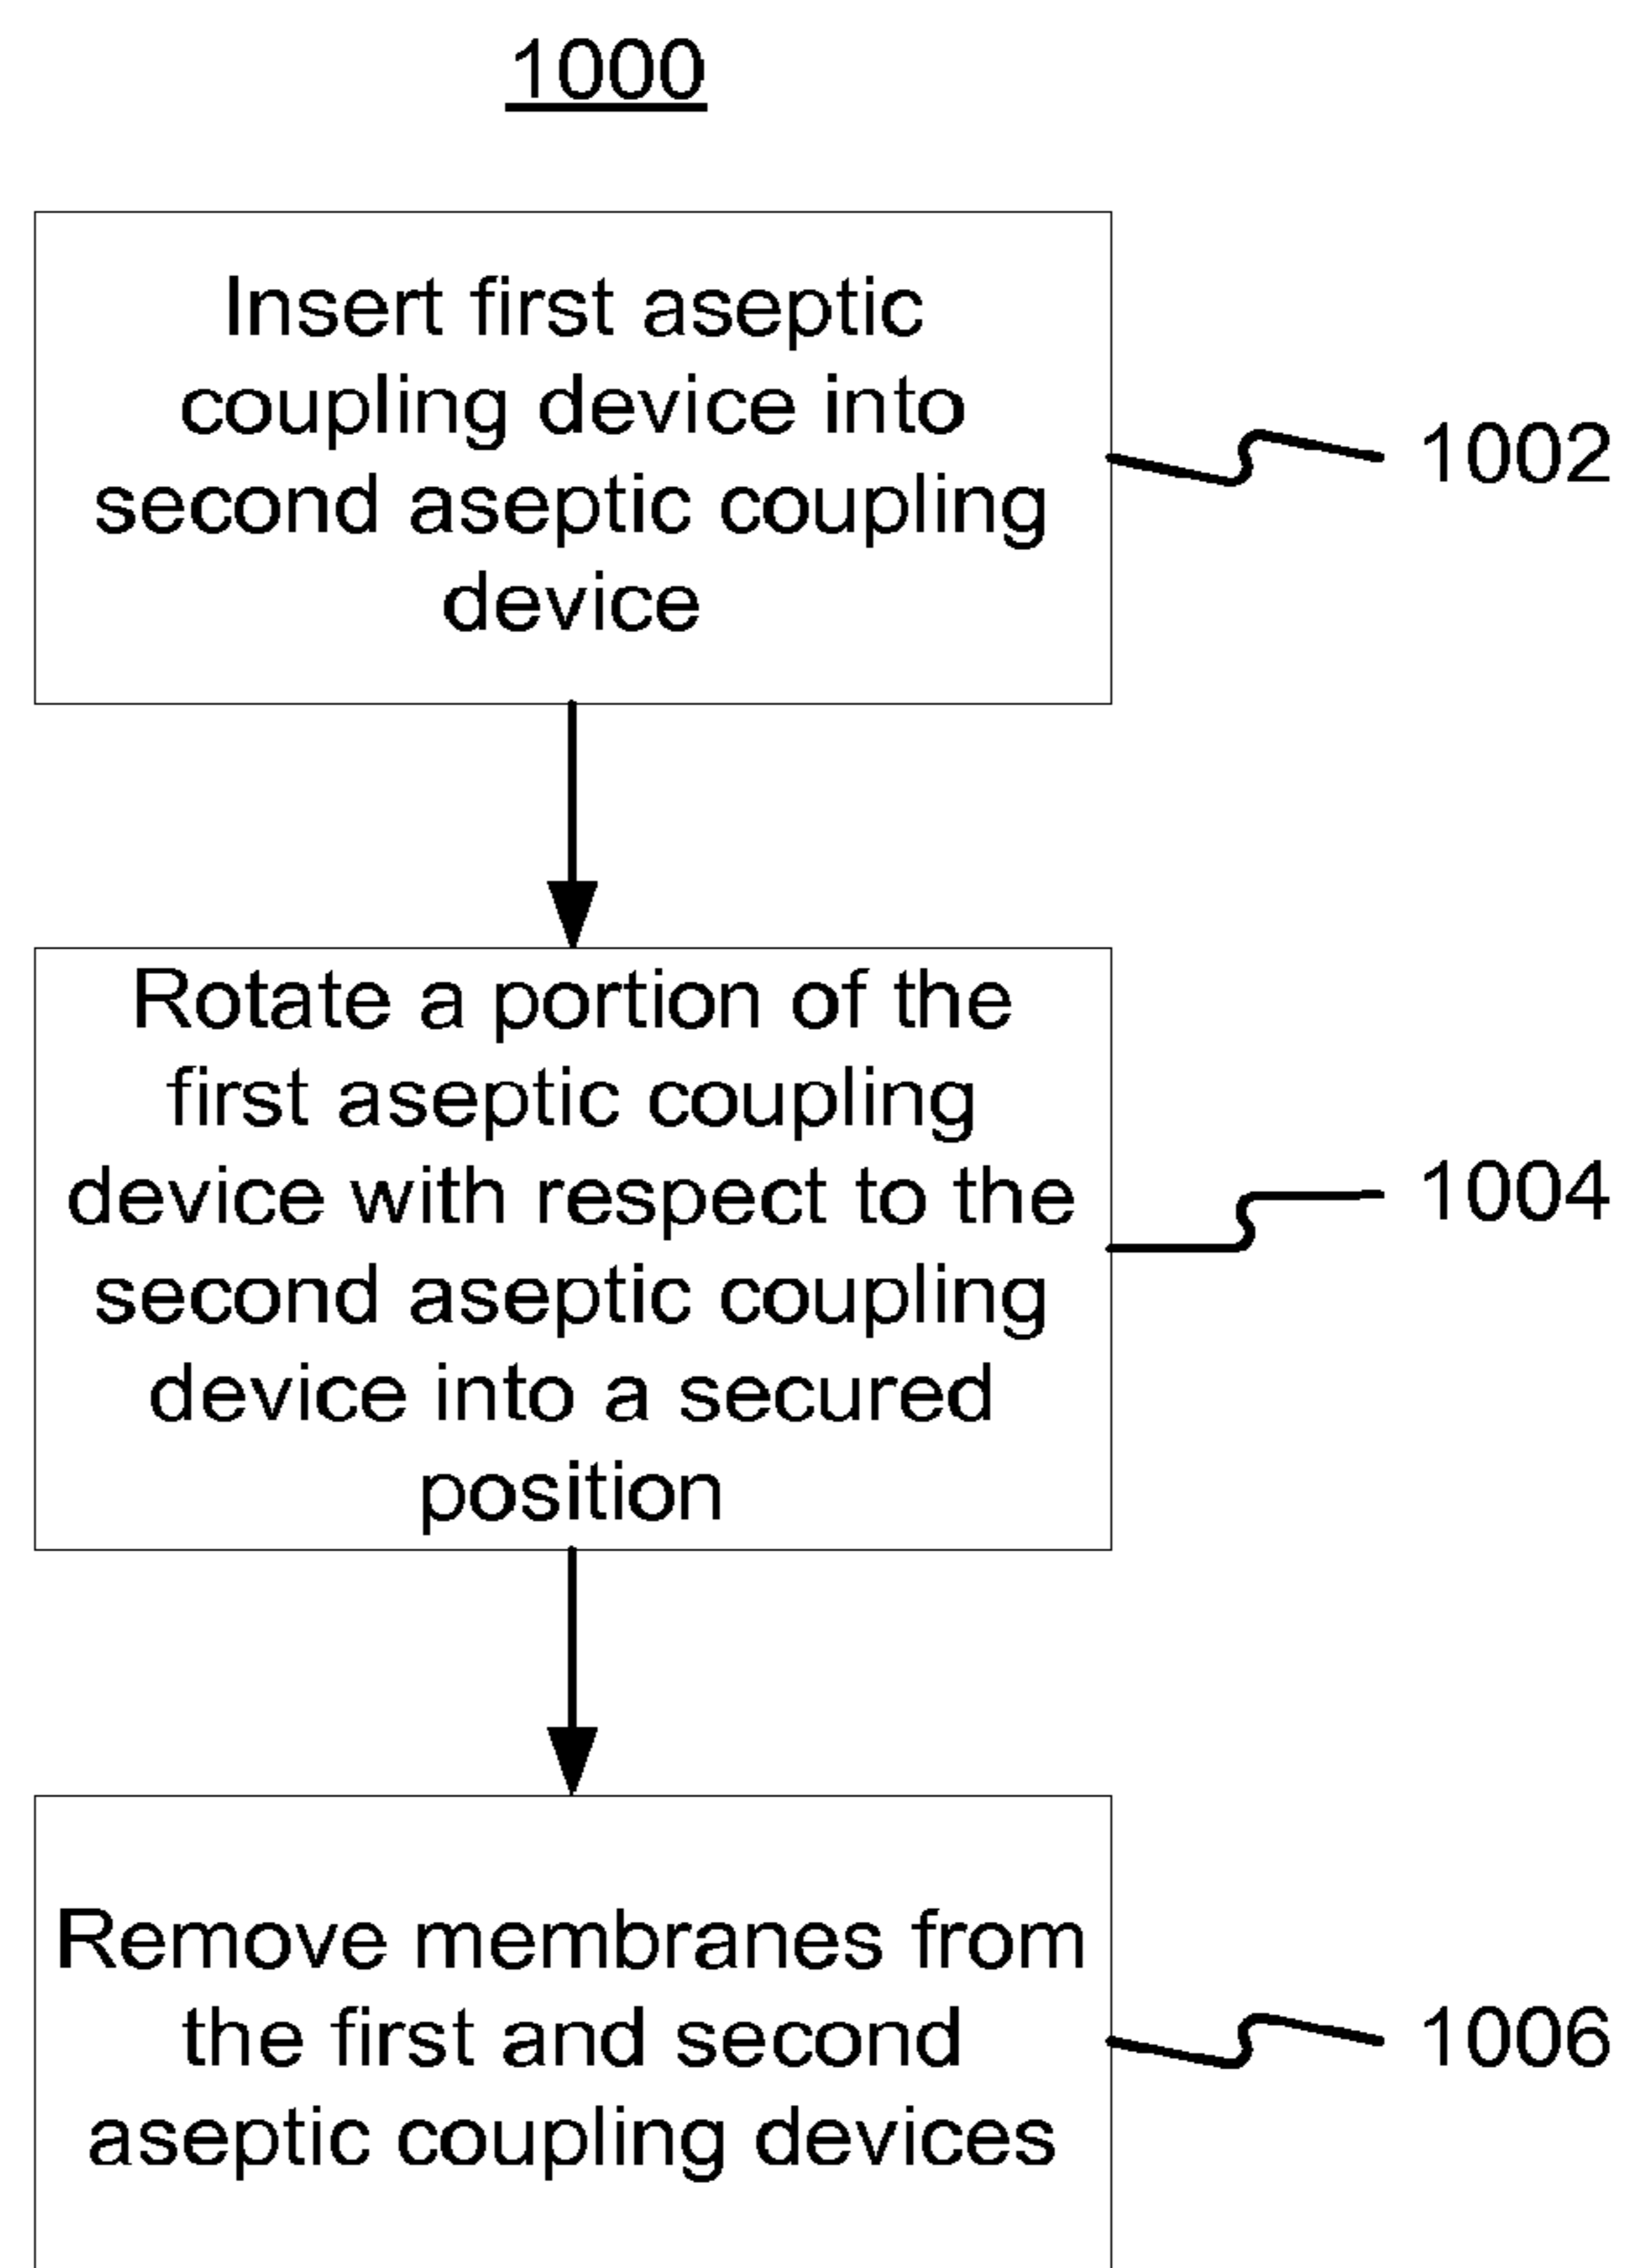 1000
Insert first aseptic
coupling device into
second aseptic coupling
device
1002
Rotate a portion of the
first aseptic coupling
device with respect to the
second aseptic coupling
device into a secured
position
1004
Remove membranes from
the first and second
aseptic coupling devices
1006